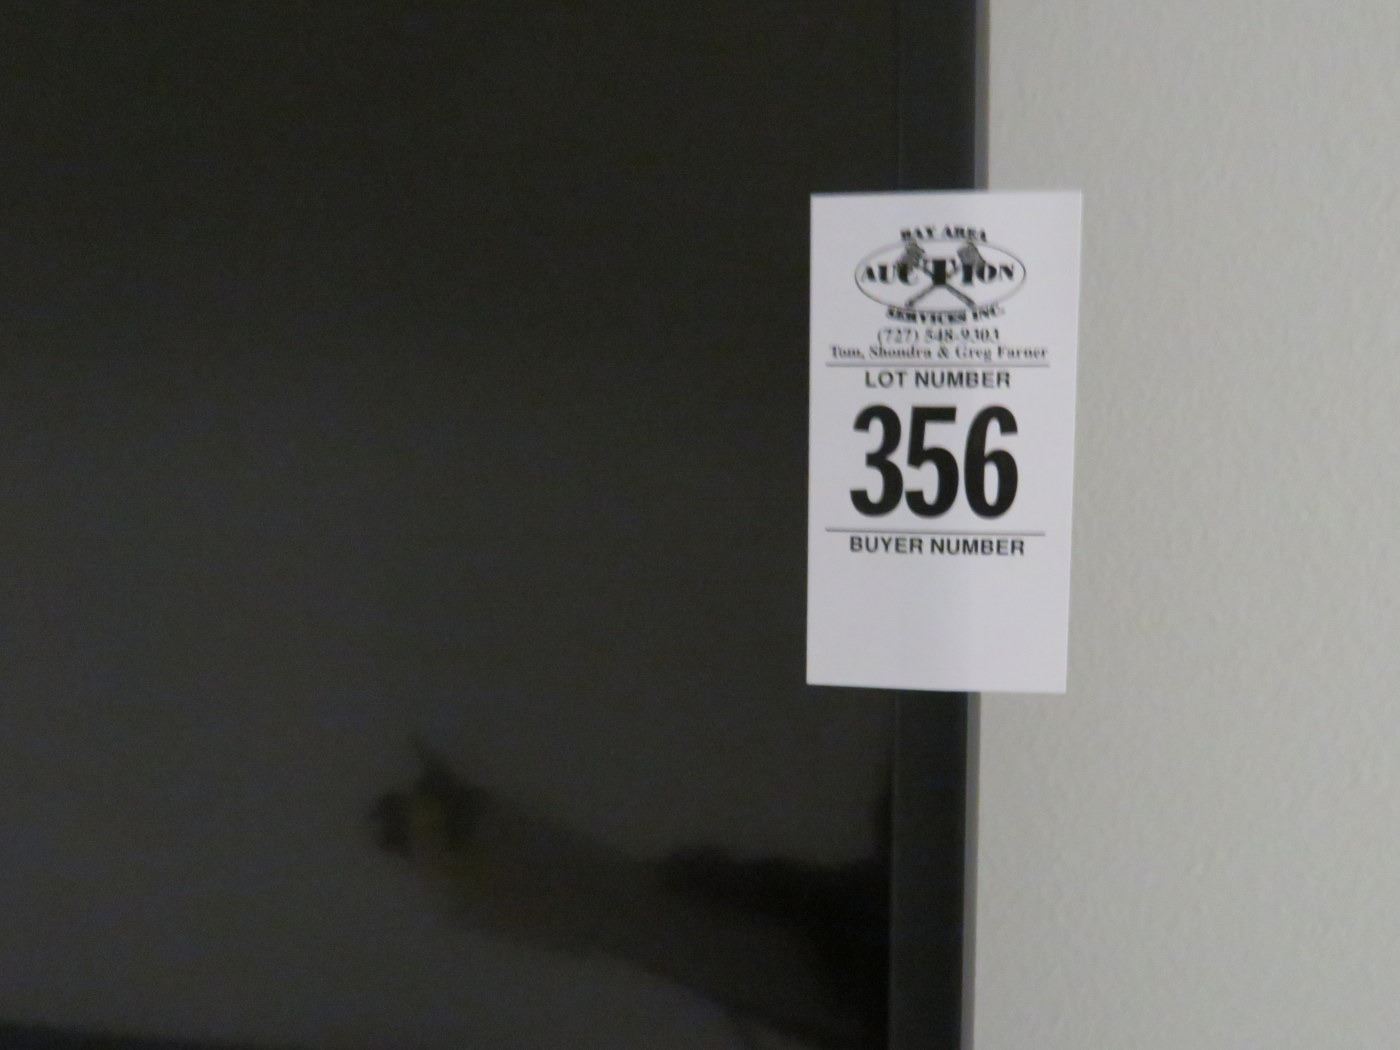 BAY AREA
AUCTION
SERVICES INC.
(727) 548-9303
Tom, Shondra & Greg Farner
LOT NUMBER
356
BUYER NUMBER